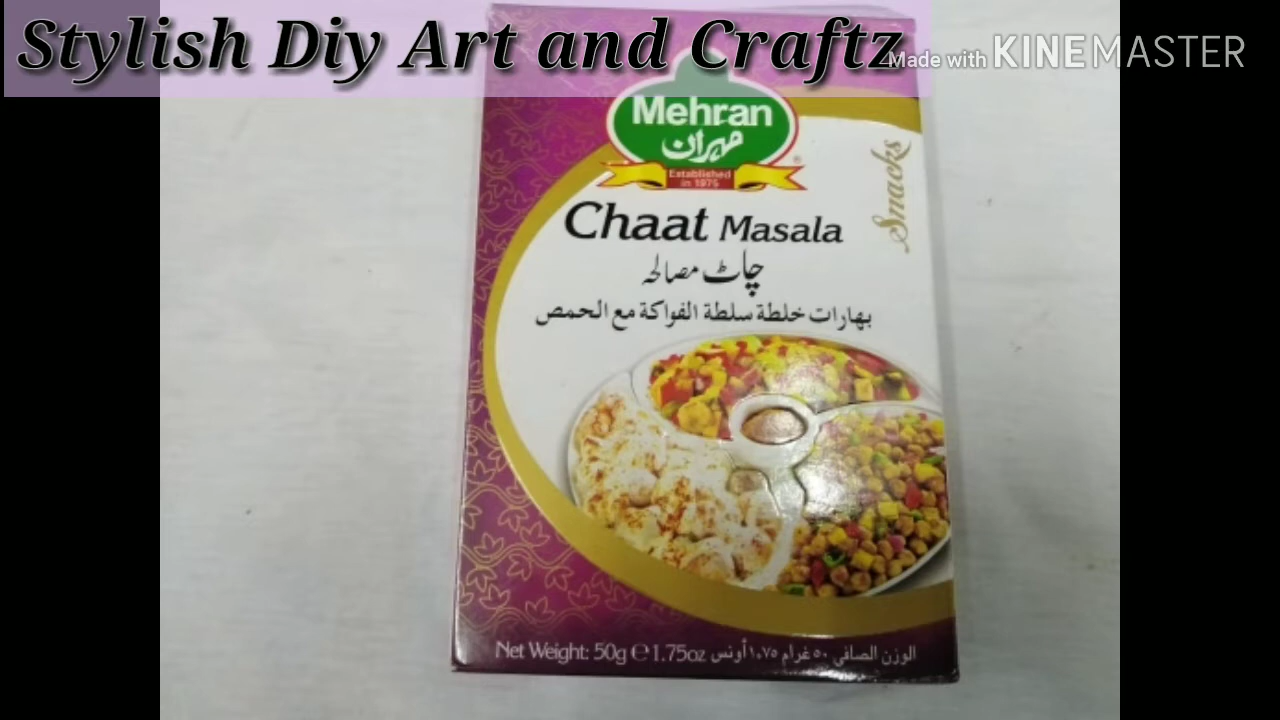 Stylish Diy Art and Craftz
Made with KINEMASTER
Mehran
مہران
®
Established
in 1975
Snacks
Chaat Masala
چاٹ مصالحہ
بهارات خلطة سلطة الفواكة مع الحمص
Net Weight: 50g ℮ 1.75oz الوزن الصافي ٥٠ غرام ١.٧٥ أونس